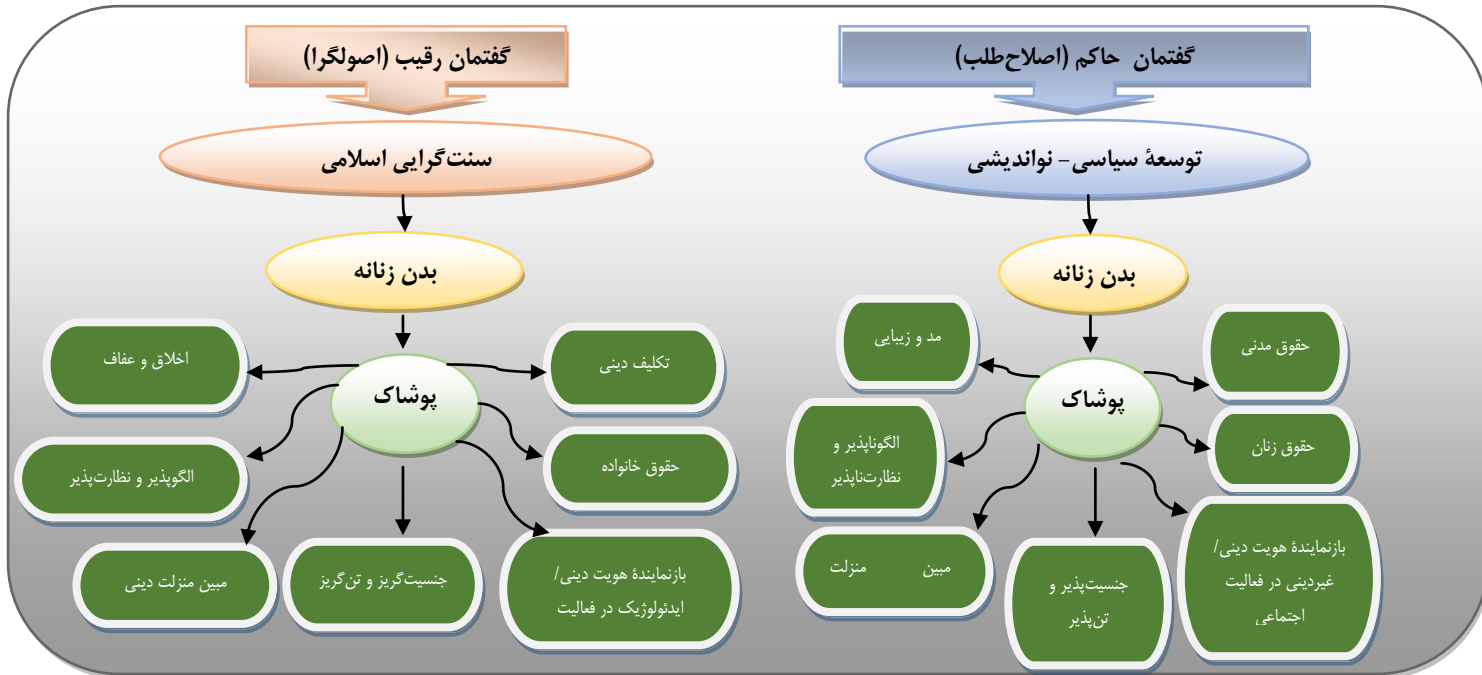 گفتمان حاکم (اصلاح‌طلب)
توسعۀ سیاسی- نواندیشی
بدن زنانه
پوشاک
حقوق مدنی
مد و زیبایی
حقوق زنان
الگوناپذیر و
نظارت‌ناپذیر
بازنمایندۀ هویت دینی/
غیردینی در فعالیت
اجتماعی
جنسیت‌پذیر و
تن‌پذیر
مبین منزلت
گفتمان رقیب (اصولگرا)
سنت‌گرایی اسلامی
بدن زنانه
پوشاک
تکلیف دینی
اخلاق و عفاف
حقوق خانواده
الگوپذیر و نظارت‌پذیر
بازنمایندۀ هویت دینی/
ایدئولوژیک در فعالیت
جنسیت‌گریز و تن‌گریز
مبین منزلت دینی